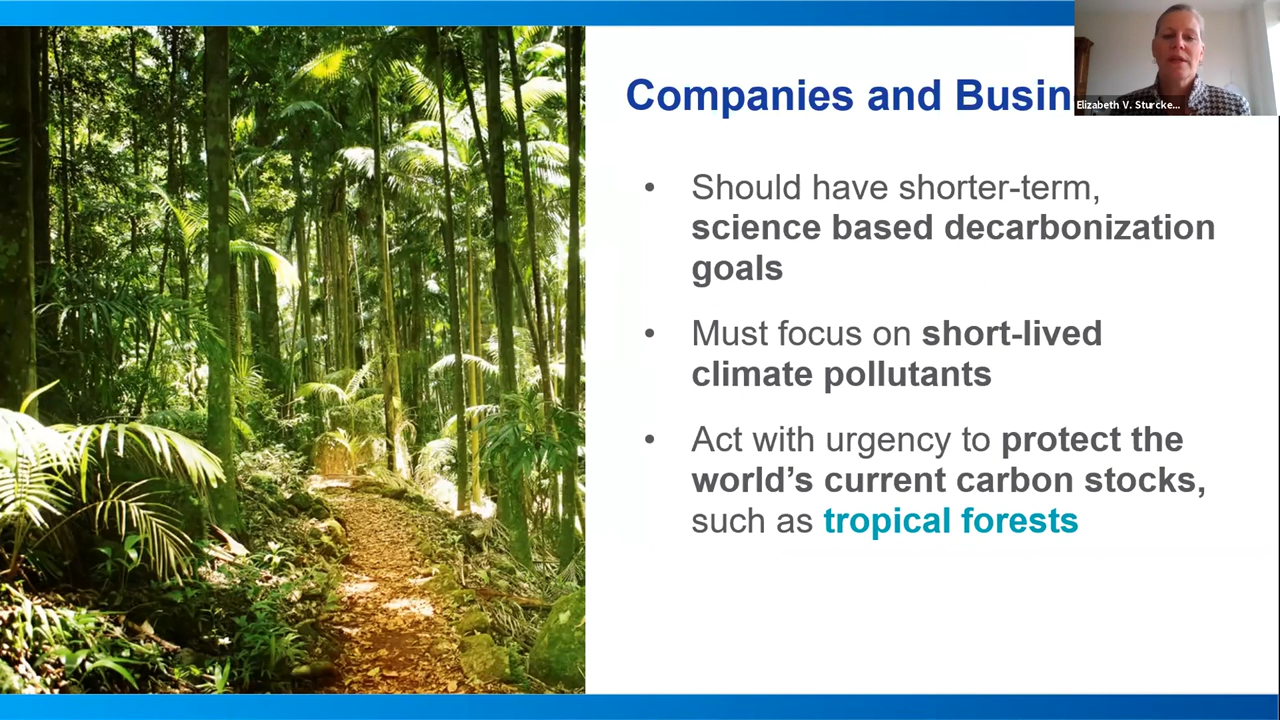 Companies and Busin
Elizabeth V. Sturcke...
• Should have shorter-term,
science based decarbonization
goals
• Must focus on short-lived
climate pollutants
• Act with urgency to protect the
world’s current carbon stocks,
such as tropical forests